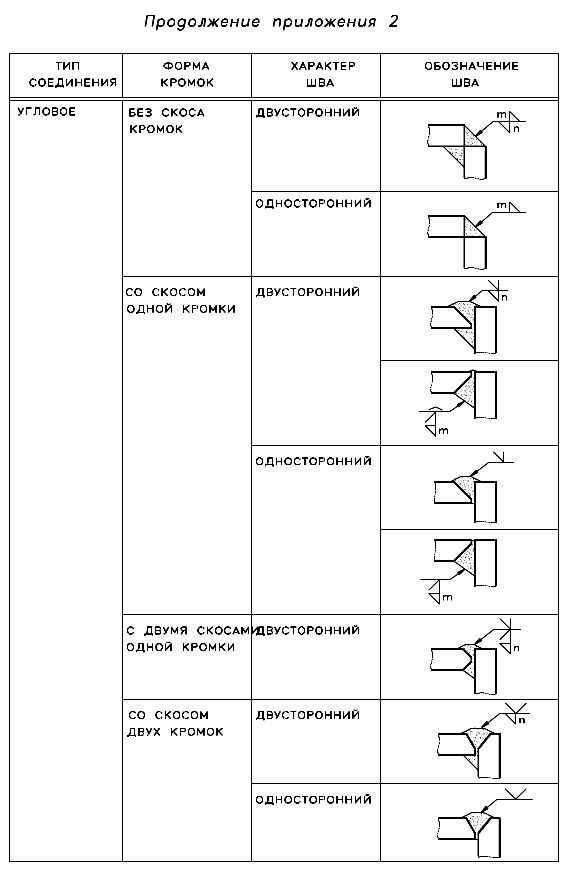 Продолжение приложения 2
ТИП СОЕДИНЕНИЯ
ФОРМА КРОМОК
ХАРАКТЕР ШВА
ОБОЗНАЧЕНИЕ ШВА
УГЛОВОЕ
БЕЗ СКОСА
КРОМОК
ДВУСТОРОННИЙ
m
n
ОДНОСТОРОННИЙ
m
СО СКОСОМ
ОДНОЙ КРОМКИ
ДВУСТОРОННИЙ
n
m
ОДНОСТОРОННИЙ
m
С ДВУМЯ СКОСАМИ
ОДНОЙ КРОМКИ
ДВУСТОРОННИЙ
n
СО СКОСОМ
ДВУХ КРОМОК
ДВУСТОРОННИЙ
n
ОДНОСТОРОННИЙ